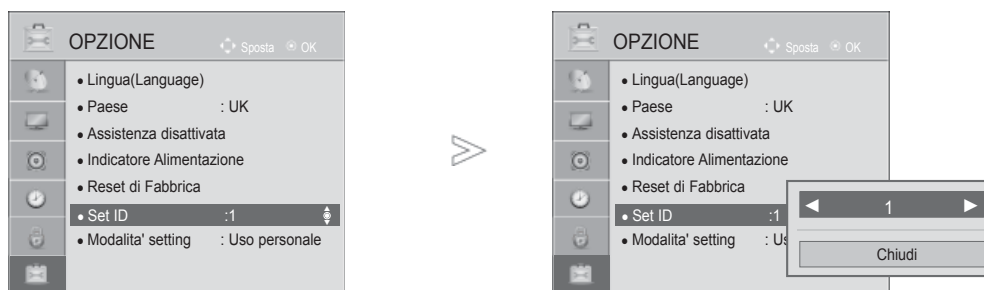 OPZIONE Sposta OK
• Lingua(Language)
• Paese : UK
• Assistenza disattivata
• Indicatore Alimentazione
• Reset di Fabbrica
• Set ID :1
• Modalita' setting : Uso personale
OPZIONE Sposta OK
• Lingua(Language)
• Paese : UK
• Assistenza disattivata
• Indicatore Alimentazione
• Reset di Fabbrica
• Set ID :1
• Modalita' setting : Us
◄ 1 ►
Chiudi